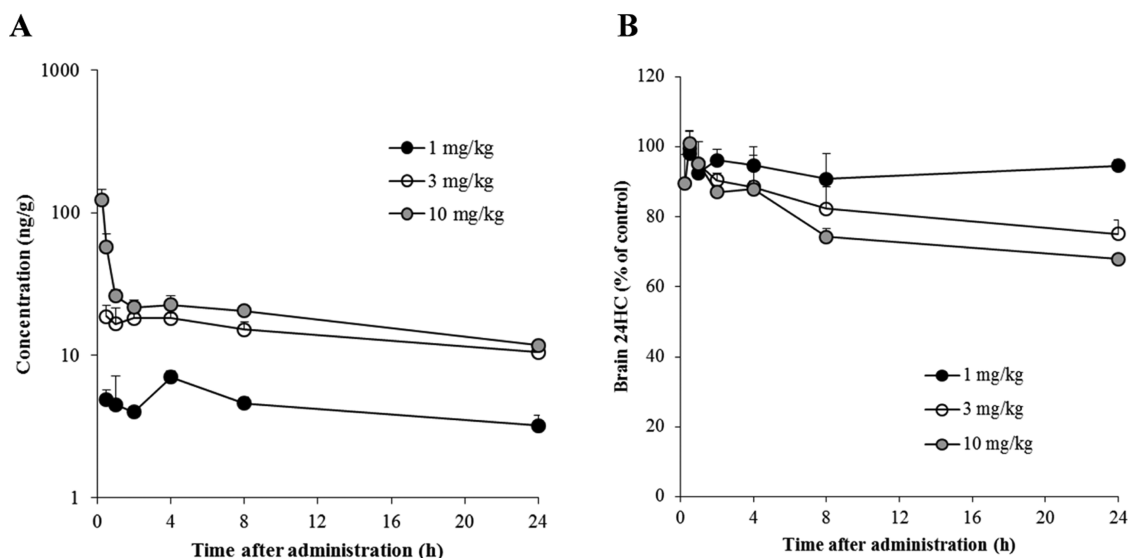 A
Concentration (ng/g)
1000
100
10
1
0 4 8 12 16 20 24
Time after administration (h)
1 mg/kg
3 mg/kg
10 mg/kg
B
Brain 24HC (% of control)
120
100
80
60
40
20
0
0 4 8 12 16 20 24
Time after administration (h)
1 mg/kg
3 mg/kg
10 mg/kg